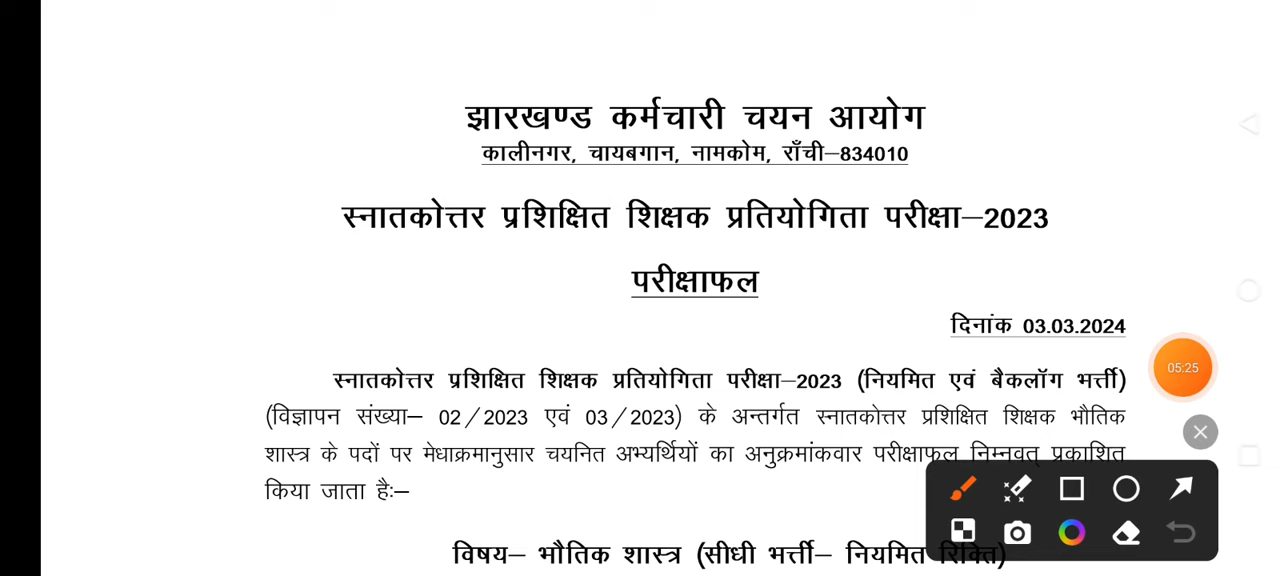 झारखण्ड कर्मचारी चयन आयोग
कालीनगर, चायबगान, नामकोम, राँची–834010
स्नातकोत्तर प्रशिक्षित शिक्षक प्रतियोगिता परीक्षा–2023
परीक्षाफल
दिनांक 03.03.2024
स्नातकोत्तर प्रशिक्षित शिक्षक प्रतियोगिता परीक्षा–2023 (नियमित एवं बैकलॉग भर्त्ती)
(विज्ञापन संख्या– 02/2023 एवं 03/2023) के अन्तर्गत स्नातकोत्तर प्रशिक्षित शिक्षक भौतिक
शास्त्र के पदों पर मेधाक्रमानुसार चयनित अभ्यर्थियों का अनुक्रमांकवार परीक्षाफल निम्नवत् प्रकाशित
किया जाता हैः–
विषय– भौतिक शास्त्र (सीधी भर्त्ती– नियमित रिक्ति)
05:25